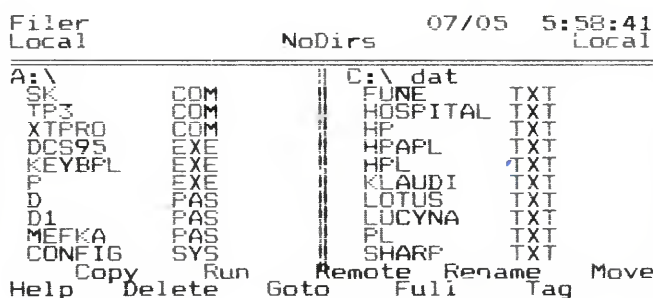 Filer 07/05 5:58:41
Local NoDirs Local
A:\ C:\ dat
SK COM FUNE TXT
TP3 COM HOSPITAL TXT
XTPRO COM HP TXT
DCS95 EXE HPAPL TXT
KEYBPL EXE HPL TXT
P EXE KLAUDI TXT
D PAS LOTUS TXT
D1 PAS LUCYNA TXT
MEFKA PAS PL TXT
CONFIG SYS SHARP TXT
Copy Run Remote Rename Move
Help Delete Goto Full Tag